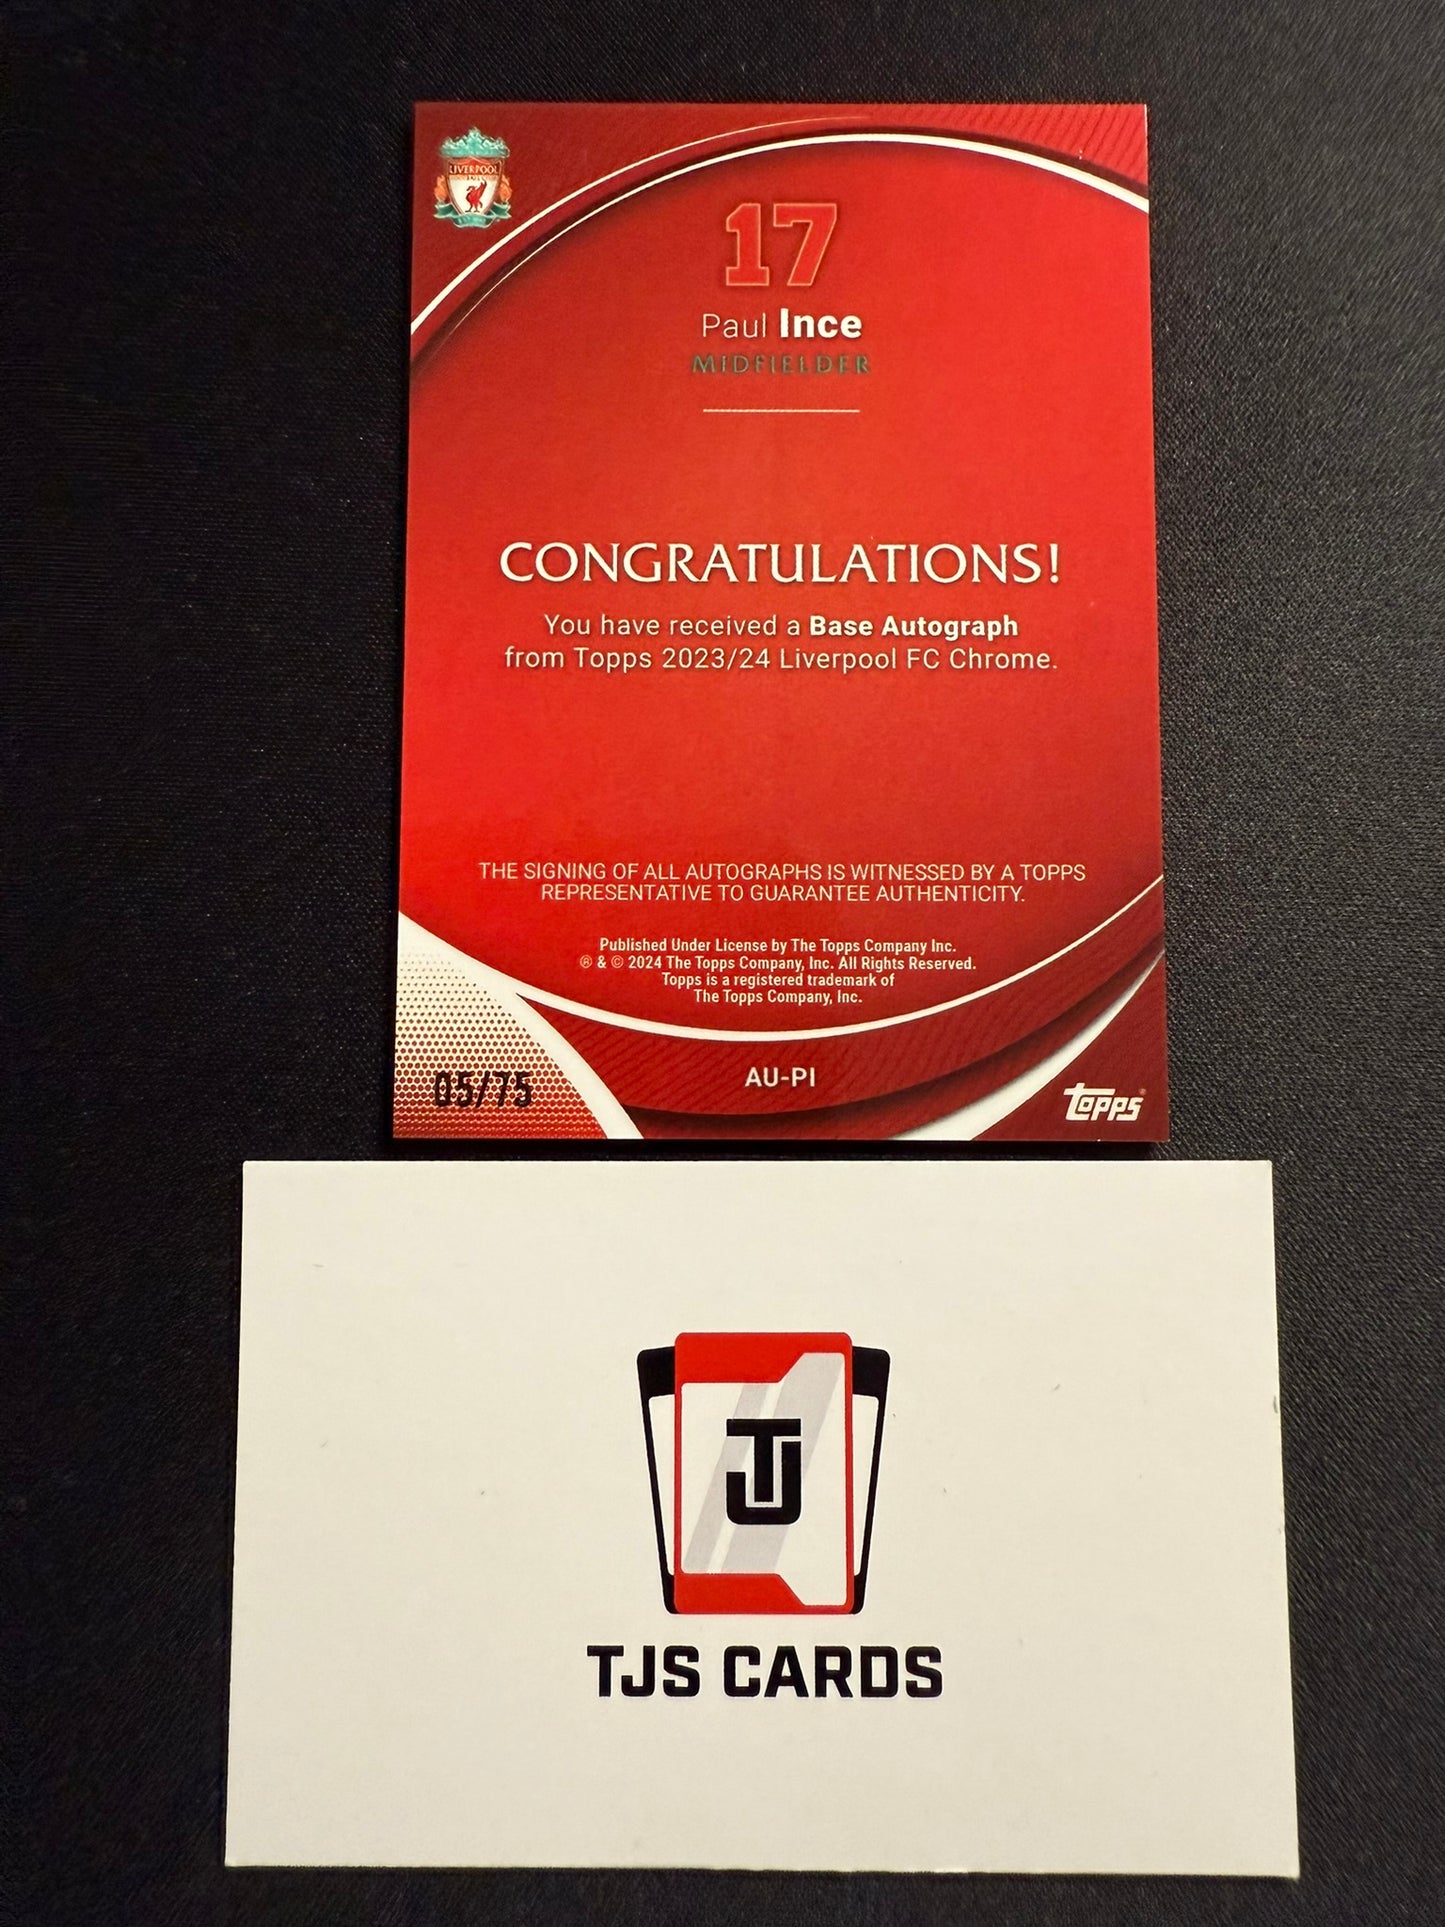 LIVERPOOL
17
Paul Ince
MIDFIELDER
CONGRATULATIONS!
You have received a Base Autograph
from Topps 2023/24 Liverpool FC Chrome.
THE SIGNING OF ALL AUTOGRAPHS IS WITNESSED BY A TOPPS
REPRESENTATIVE TO GUARANTEE AUTHENTICITY.
Published Under License by The Topps Company Inc.
® & © 2024 The Topps Company, Inc. All Rights Reserved.
Topps is a registered trademark of
The Topps Company, Inc.
AU-PI
05/75
topps®
TJ
TJS CARDS